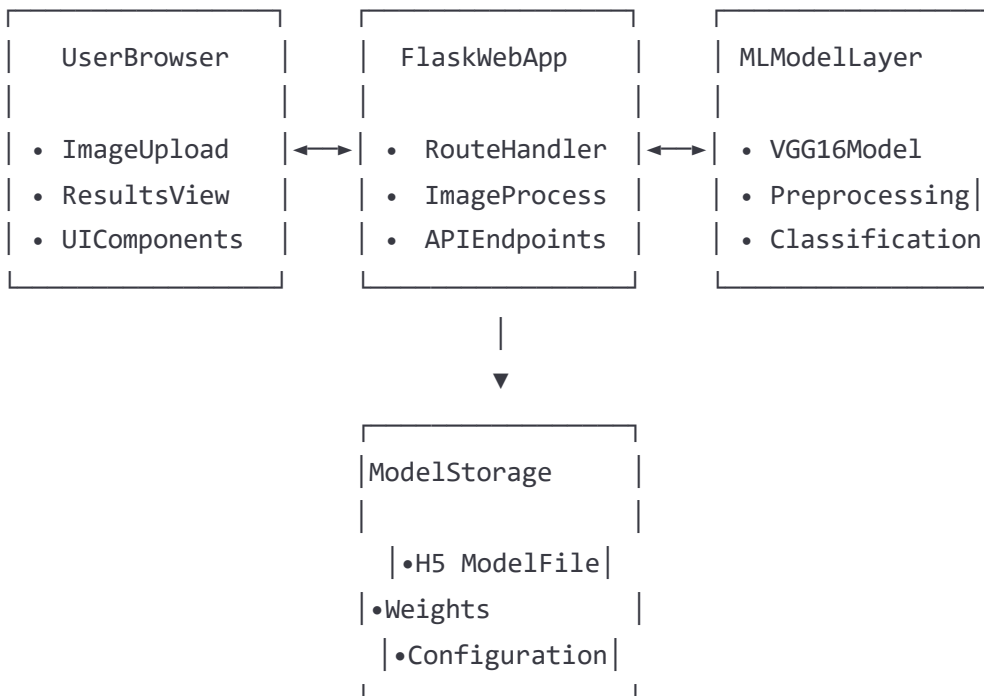 UserBrowser FlaskWebApp MLModelLayer
• ImageUpload • RouteHandler • VGG16Model
• ResultsView • ImageProcess • Preprocessing
• UIComponents • APIEndpoints • Classification
ModelStorage
•H5 ModelFile
•Weights
•Configuration